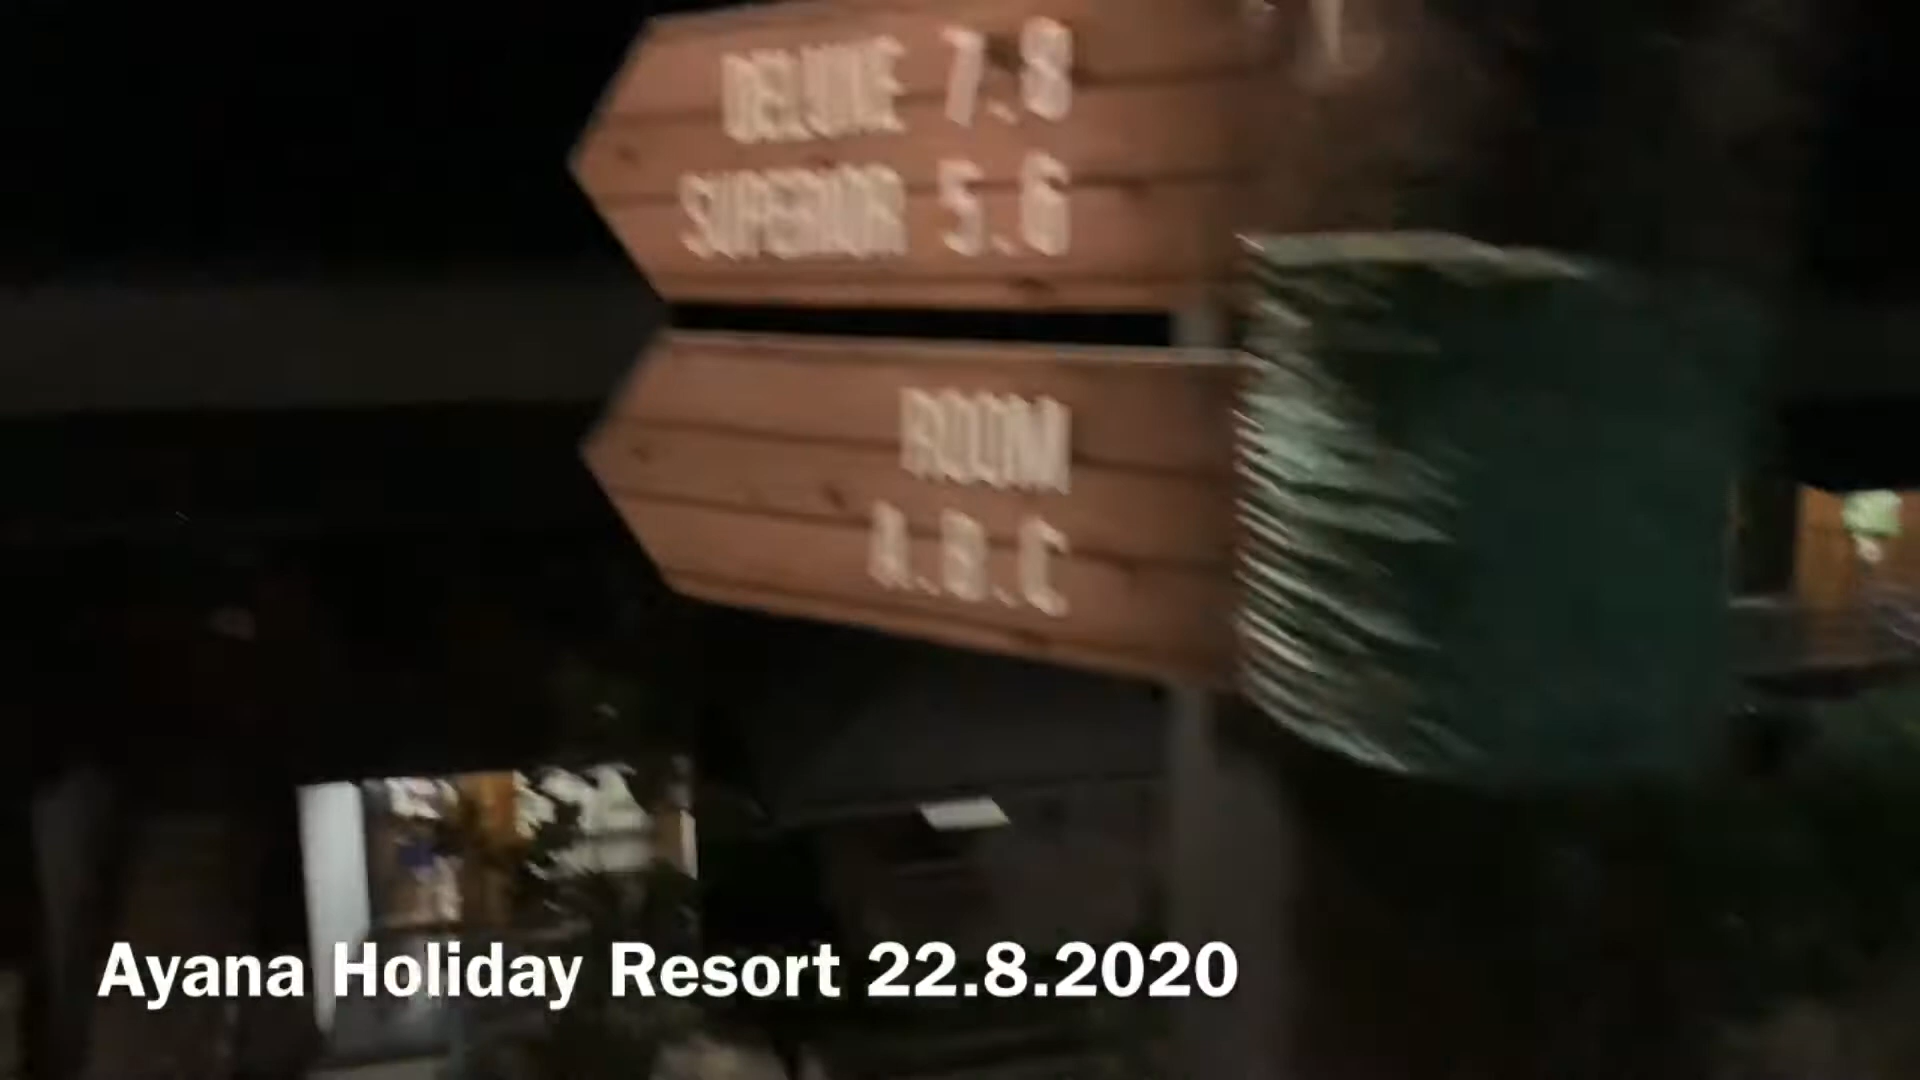 DELUXE 7.8
SUPERIOR 5.6
ROOM
A.B.C
Ayana Holiday Resort 22.8.2020